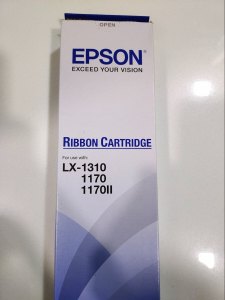 OPEN
EPSON
EXCEED YOUR VISION
RIBBON CARTRIDGE
For use with:
LX-1310
1170
1170II